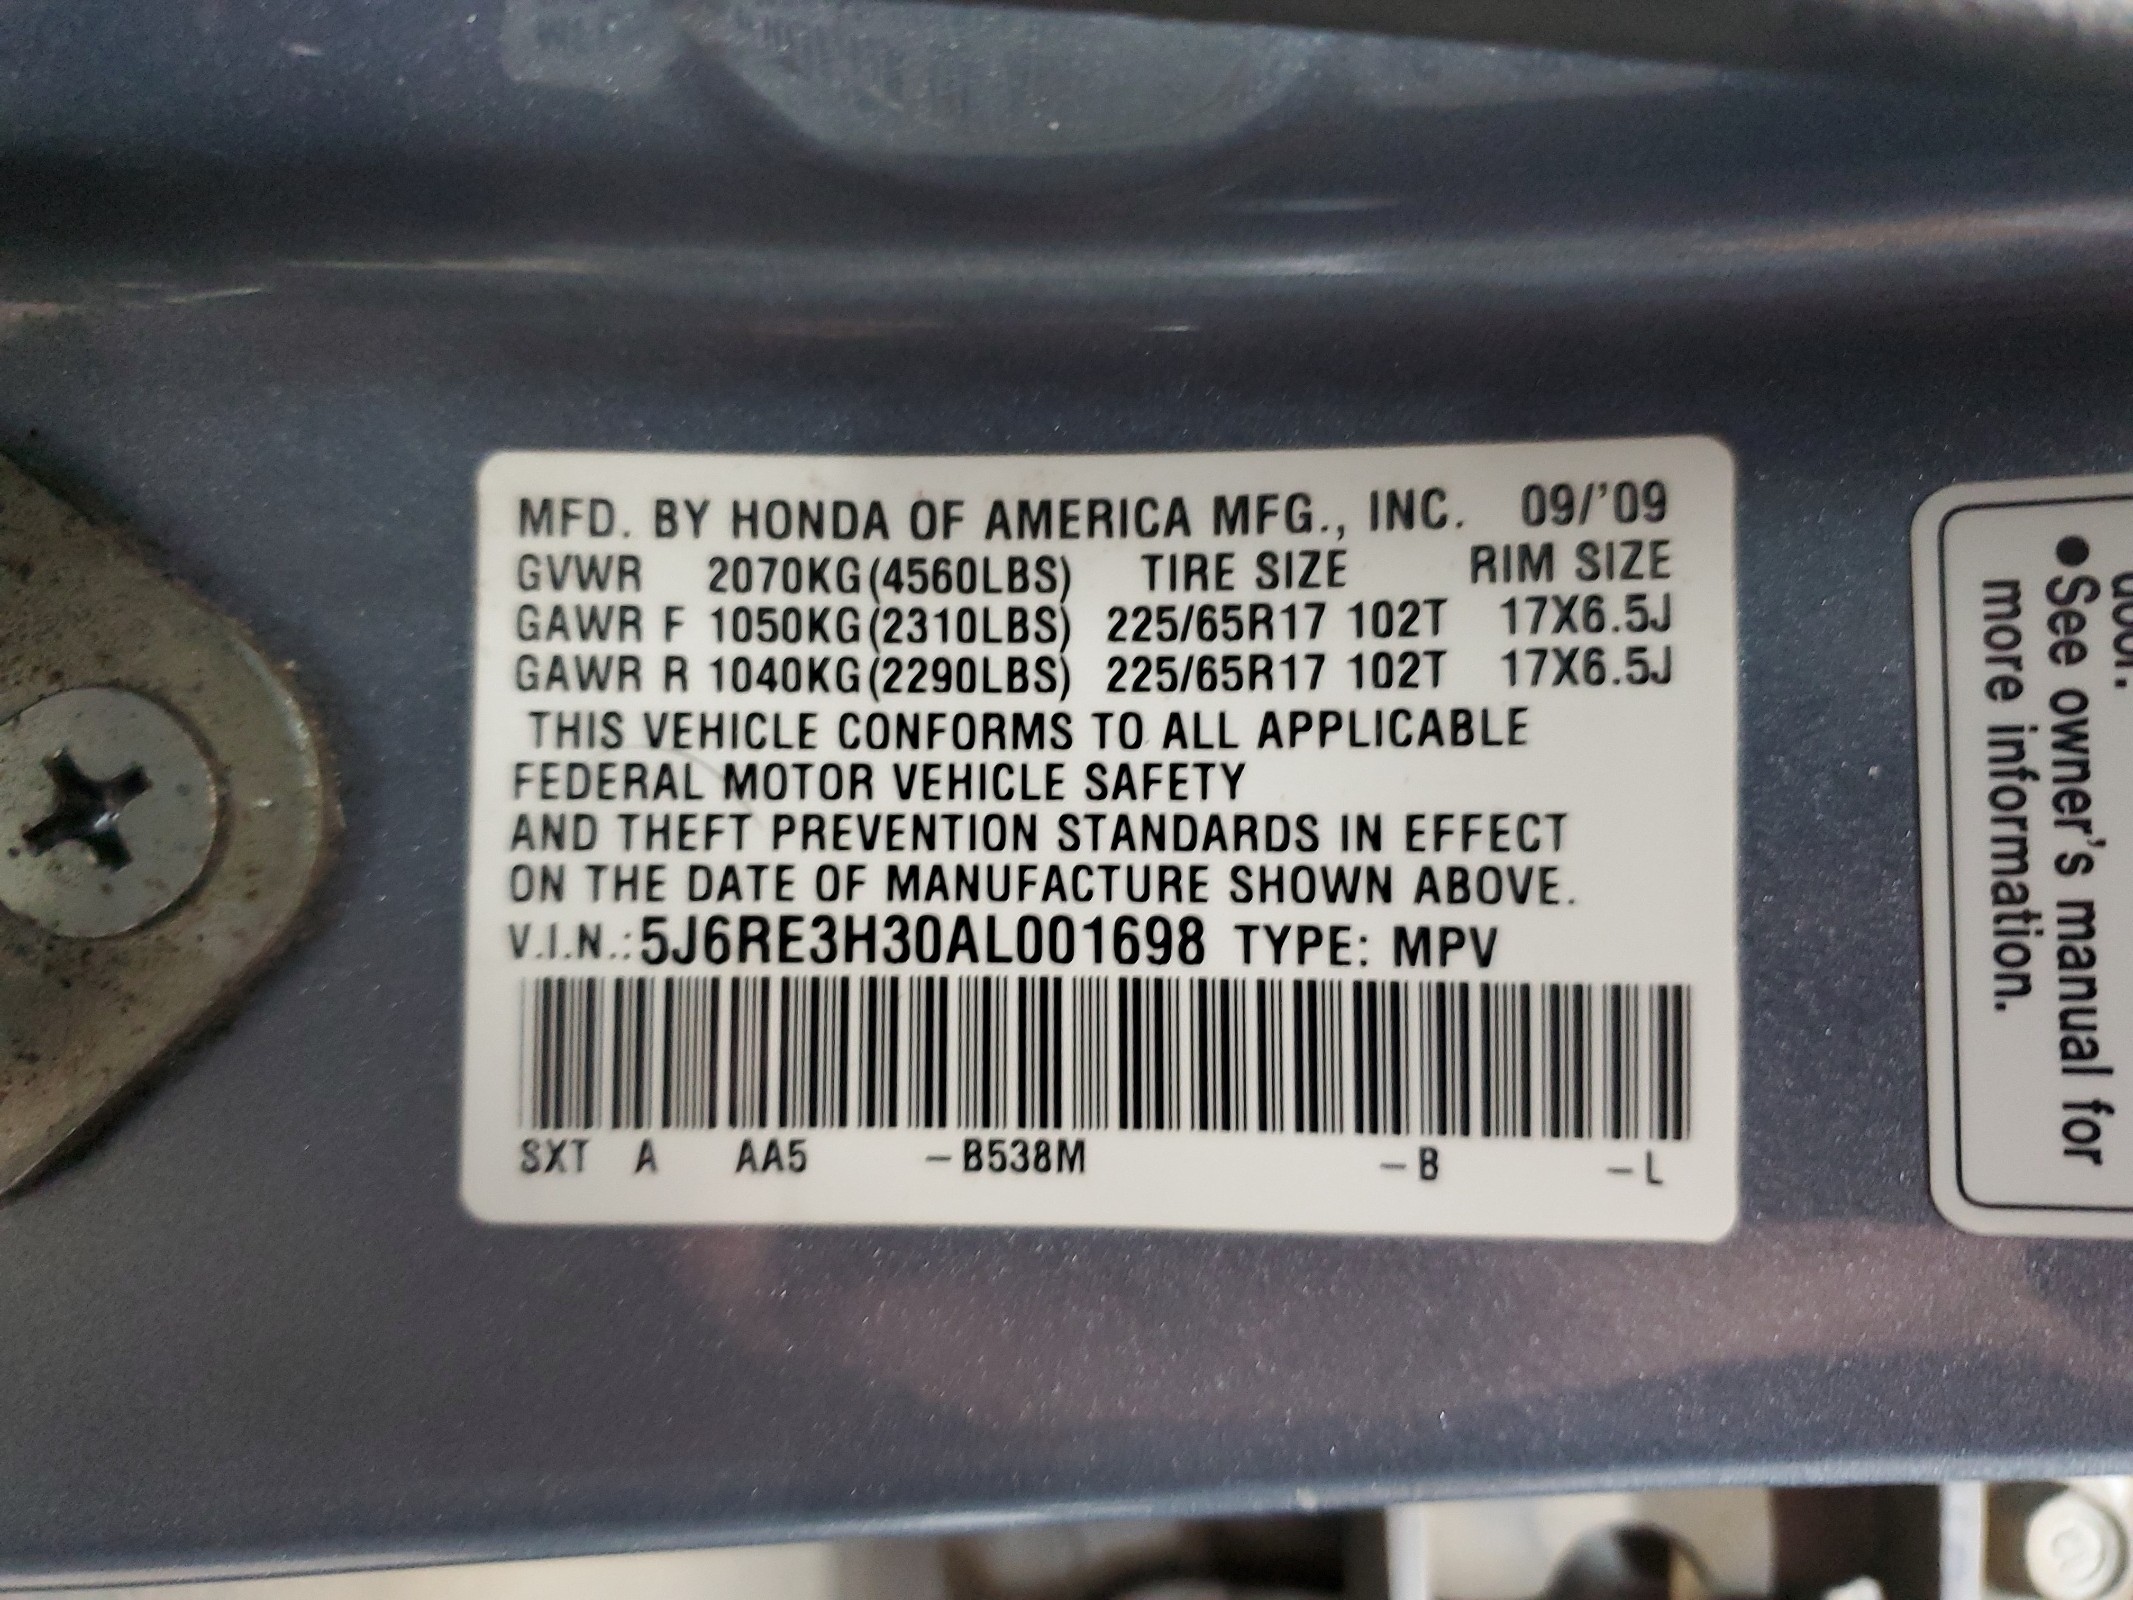 MFD. BY HONDA OF AMERICA MFG., INC. 09/'09
GVWR 2070KG(4560LBS) TIRE SIZE RIM SIZE
GAWR F 1050KG(2310LBS) 225/65R17 102T 17X6.5J
GAWR R 1040KG(2290LBS) 225/65R17 102T 17X6.5J
THIS VEHICLE CONFORMS TO ALL APPLICABLE
FEDERAL MOTOR VEHICLE SAFETY
AND THEFT PREVENTION STANDARDS IN EFFECT
ON THE DATE OF MANUFACTURE SHOWN ABOVE.
V.I.N.: 5J6RE3H30AL001698 TYPE: MPV
SXT A AA5 –B538M –B –L
●See owner's manual for
more information.